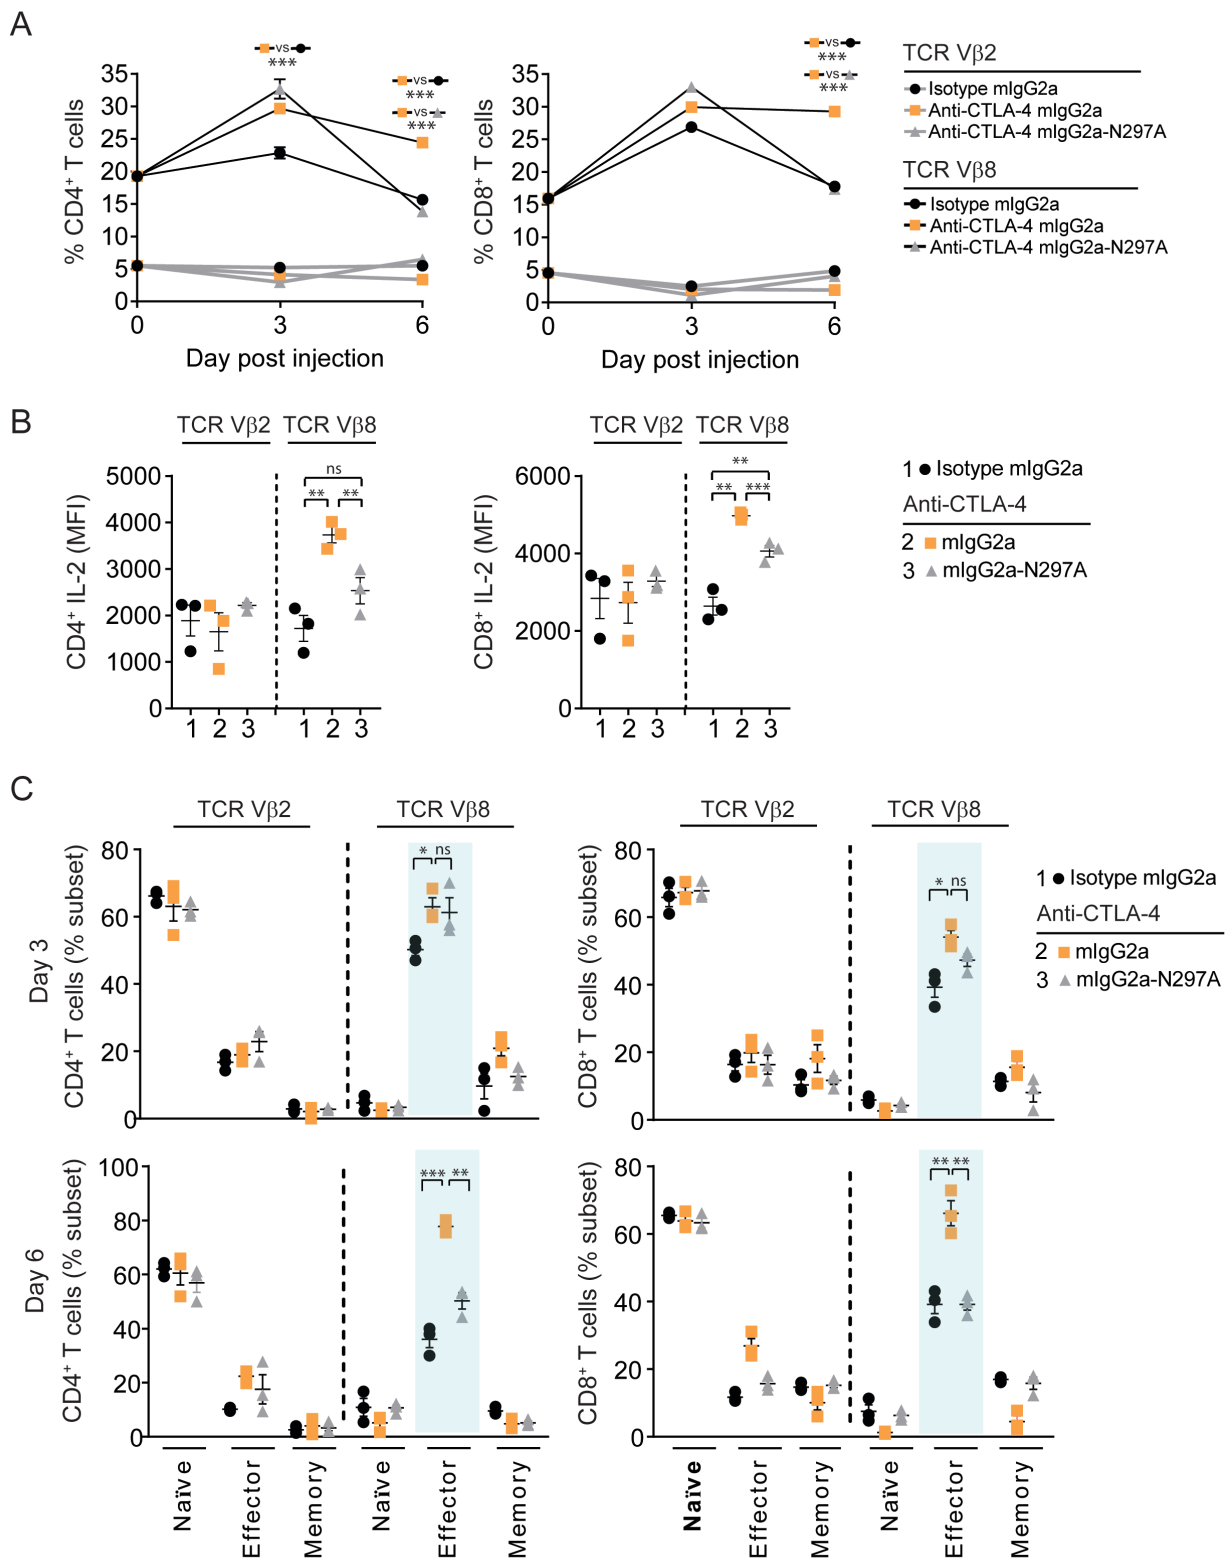 A
vs
***
vs
***
vs
***
% CD4+ T cells
35
30
25
20
15
10
5
0
0
3
6
Day post injection
vs
***
vs
***
% CD8+ T cells
35
30
25
20
15
10
5
0
0
3
6
Day post injection
TCR Vβ2
Isotype mIgG2a
Anti-CTLA-4 mIgG2a
Anti-CTLA-4 mIgG2a-N297A
TCR Vβ8
Isotype mIgG2a
Anti-CTLA-4 mIgG2a
Anti-CTLA-4 mIgG2a-N297A
B
TCR Vβ2
TCR Vβ8
CD4+ IL-2 (MFI)
5000
4000
3000
2000
1000
0
ns
** **
1 2 3 1 2 3
TCR Vβ2
TCR Vβ8
CD8+ IL-2 (MFI)
6000
4000
2000
0
**
** ***
1 2 3 1 2 3
1 Isotype mIgG2a
Anti-CTLA-4
2 mIgG2a
3 mIgG2a-N297A
C
TCR Vβ2
TCR Vβ8
Day 3
CD4+ T cells (% subset)
80
60
40
20
0
* ns
TCR Vβ2
TCR Vβ8
CD8+ T cells (% subset)
80
60
40
20
0
* ns
1 Isotype mIgG2a
Anti-CTLA-4
2 mIgG2a
3 mIgG2a-N297A
Day 6
CD4+ T cells (% subset)
100
80
60
40
20
0
*** **
Naïve
Effector
Memory
Naïve
Effector
Memory
CD8+ T cells (% subset)
80
60
40
20
0
** **
Naïve
Effector
Memory
Naïve
Effector
Memory